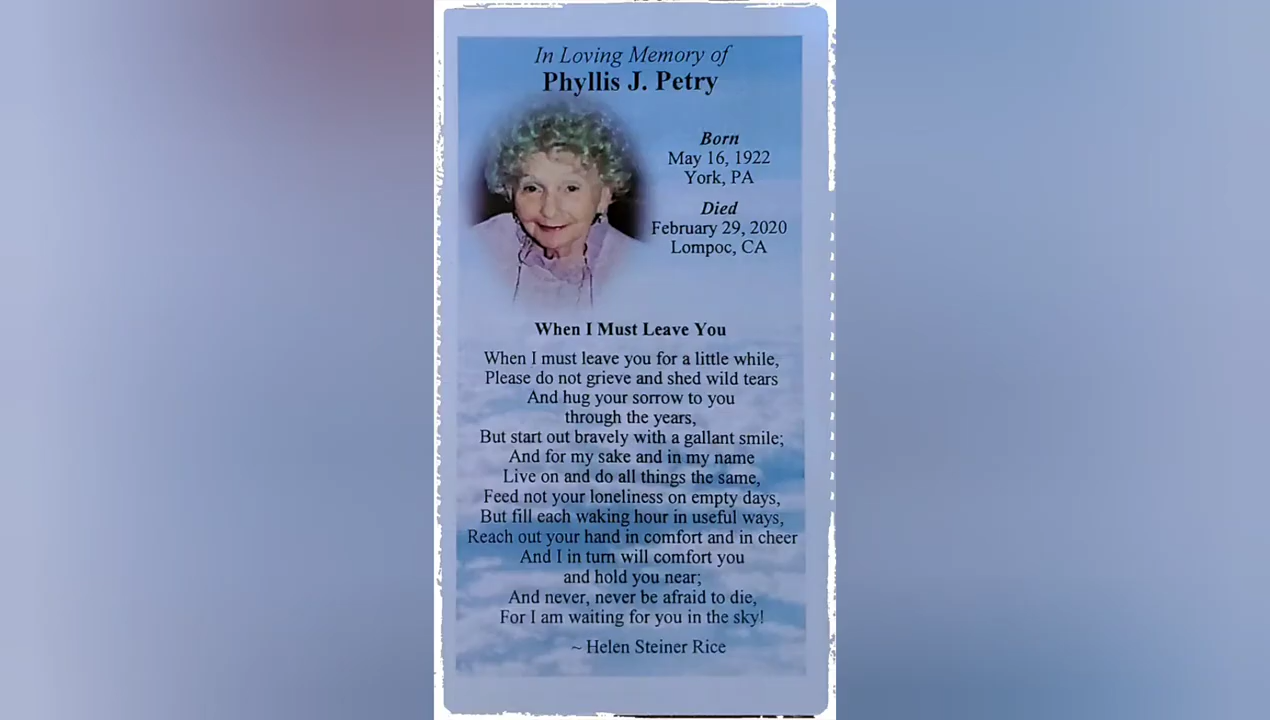 In Loving Memory of
Phyllis J. Petry
Born
May 16, 1922
York, PA
Died
February 29, 2020
Lompoc, CA
When I Must Leave You
When I must leave you for a little while,
Please do not grieve and shed wild tears
And hug your sorrow to you
through the years,
But start out bravely with a gallant smile;
And for my sake and in my name
Live on and do all things the same,
Feed not your loneliness on empty days,
But fill each waking hour in useful ways,
Reach out your hand in comfort and in cheer
And I in turn will comfort you
and hold you near;
And never, never be afraid to die,
For I am waiting for you in the sky!
~ Helen Steiner Rice